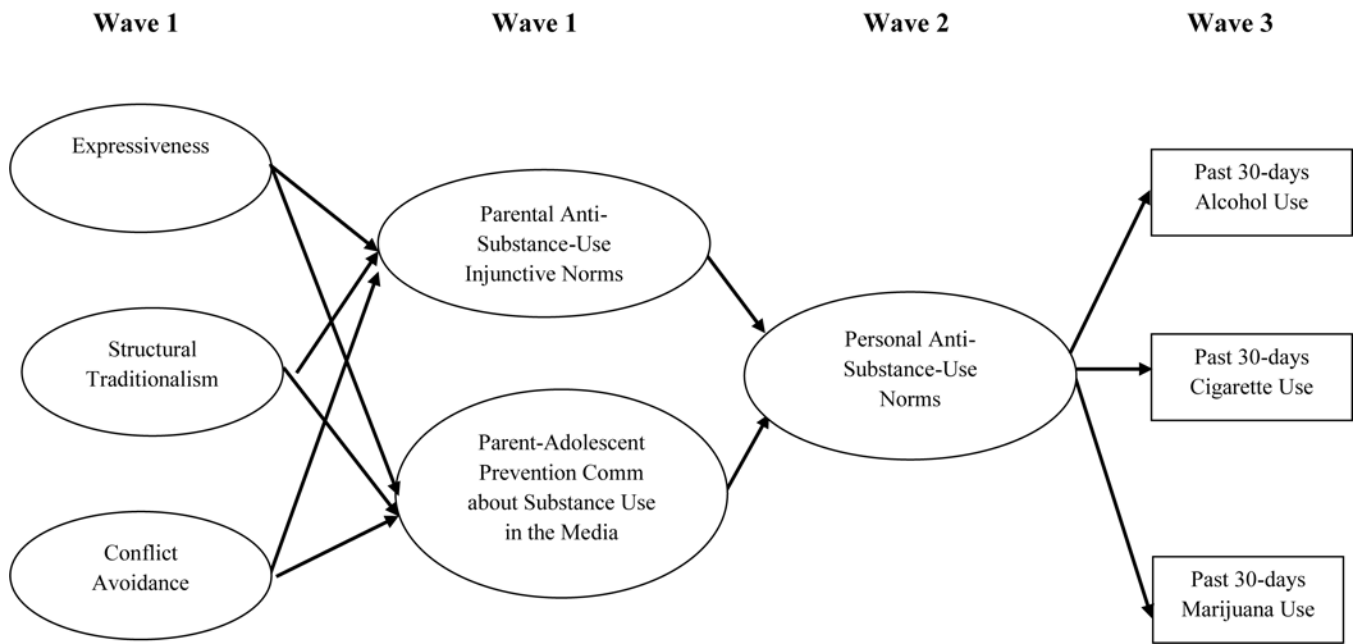 Wave 1
Wave 1
Wave 2
Wave 3
Expressiveness
Structural
Traditionalism
Conflict
Avoidance
Parental Anti-
Substance-Use
Injunctive Norms
Parent-Adolescent
Prevention Comm
about Substance Use
in the Media
Personal Anti-
Substance-Use
Norms
Past 30-days
Alcohol Use
Past 30-days
Cigarette Use
Past 30-days
Marijuana Use